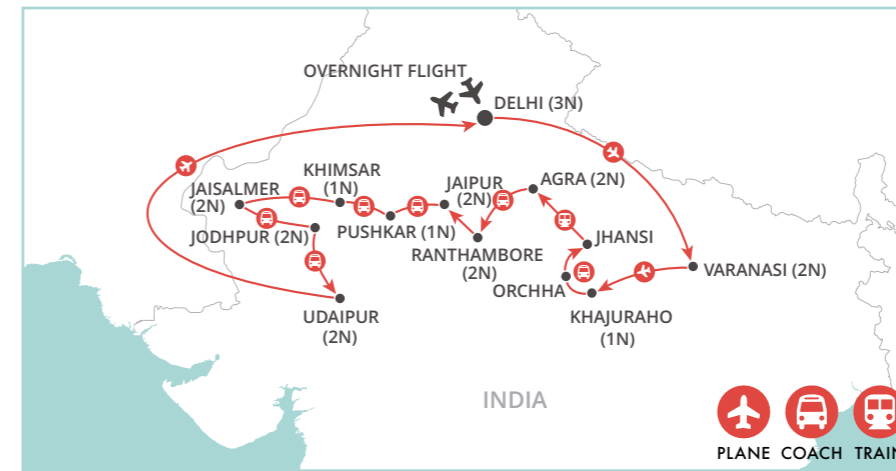 OVERNIGHT FLIGHT
DELHI (3N)
KHIMSAR
(1N)
JAISALMER
(2N)
JAIPUR
(2N)
AGRA (2N)
JODHPUR (2N)
PUSHKAR (1N)
RANTHAMBORE
(2N)
JHANSI
ORCHHA
VARANASI (2N)
UDAIPUR
(2N)
KHAJURAHO
(1N)
INDIA
PLANE COACH TRAIN